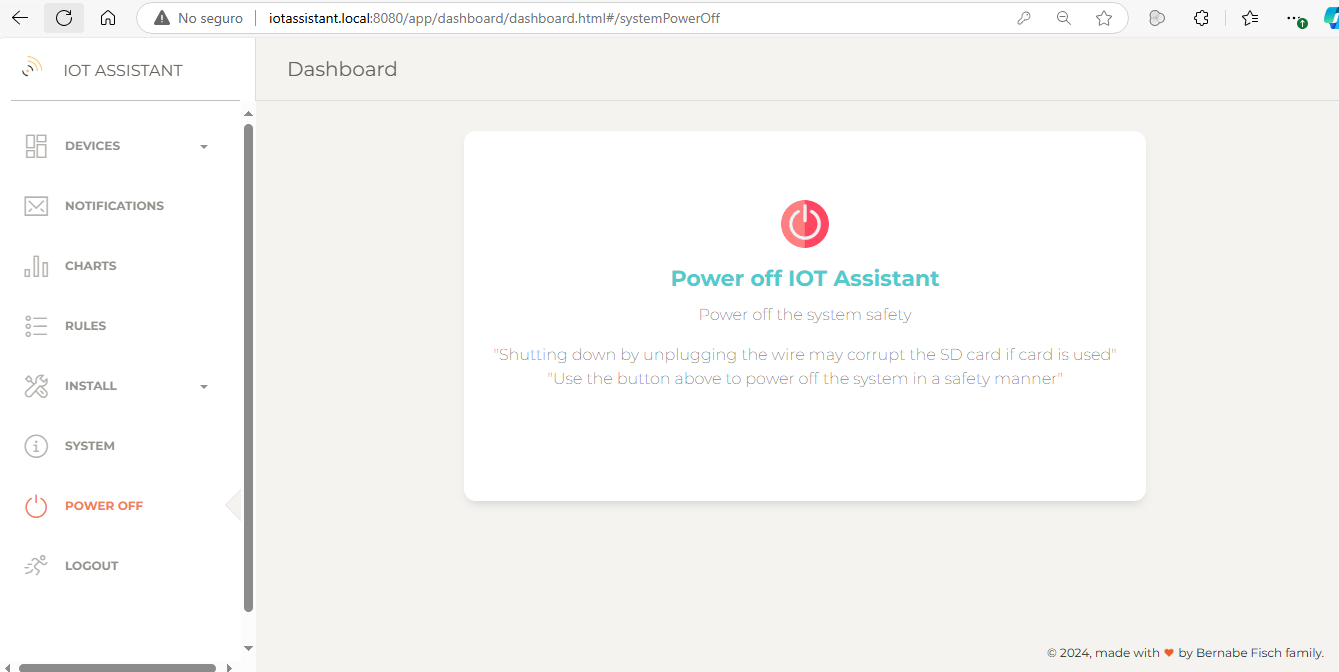 No seguro
iotassistant.local:8080/app/dashboard/dashboard.html#/systemPowerOff
IOT ASSISTANT
Dashboard
DEVICES
NOTIFICATIONS
CHARTS
RULES
INSTALL
SYSTEM
POWER OFF
LOGOUT
Power off IOT Assistant
Power off the system safety
"Shutting down by unplugging the wire may corrupt the SD card if card is used"
"Use the button above to power off the system in a safety manner"
© 2024, made with ❤ by Bernabe Fisch family.